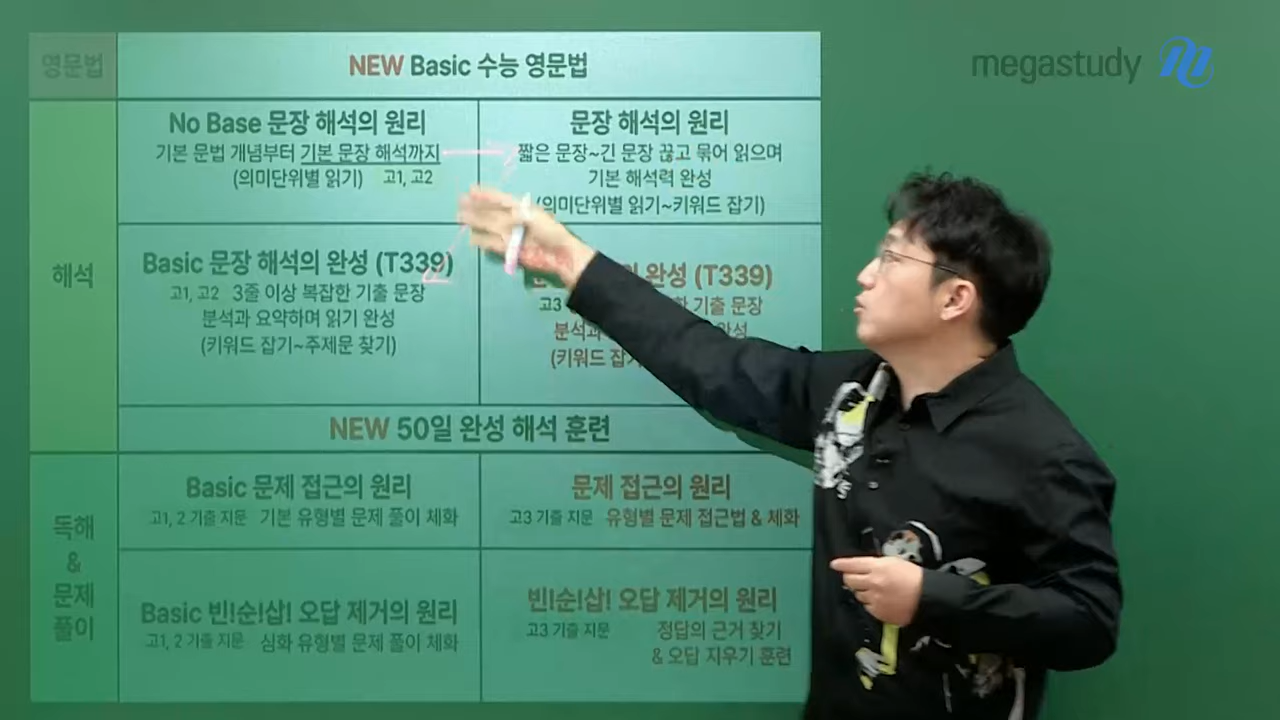 megastudy
영문법
NEW Basic 수능 영문법
해석
No Base 문장 해석의 원리
기본 문법 개념부터 기본 문장 해석까지
(의미단위별 읽기) 고1, 고2
문장 해석의 원리
짧은 문장~긴 문장 끊고 묶어 읽으며
기본 해석력 완성
(의미단위별 읽기~키워드 잡기)
Basic 문장 해석의 완성 (T339)
고1, 고2 3줄 이상 복잡한 기출 문장
분석과 요약하며 읽기 완성
(키워드 잡기~주제문 찾기)
완성 (T339)
고3 기출 문장
분석과
(키워드
NEW 50일 완성 해석 훈련
독해
&
문제
풀이
Basic 문제 접근의 원리
고1, 2 기출 지문 기본 유형별 문제 풀이 체화
문제 접근의 원리
고3 기출 지문 유형별 문제 접근법 & 체화
Basic 빈!순!삽! 오답 제거의 원리
고1, 2 기출 지문 심화 유형별 문제 풀이 체화
빈!순!삽! 오답 제거의 원리
고3 기출 지문 정답의 근거 찾기
& 오답 지우기 훈련